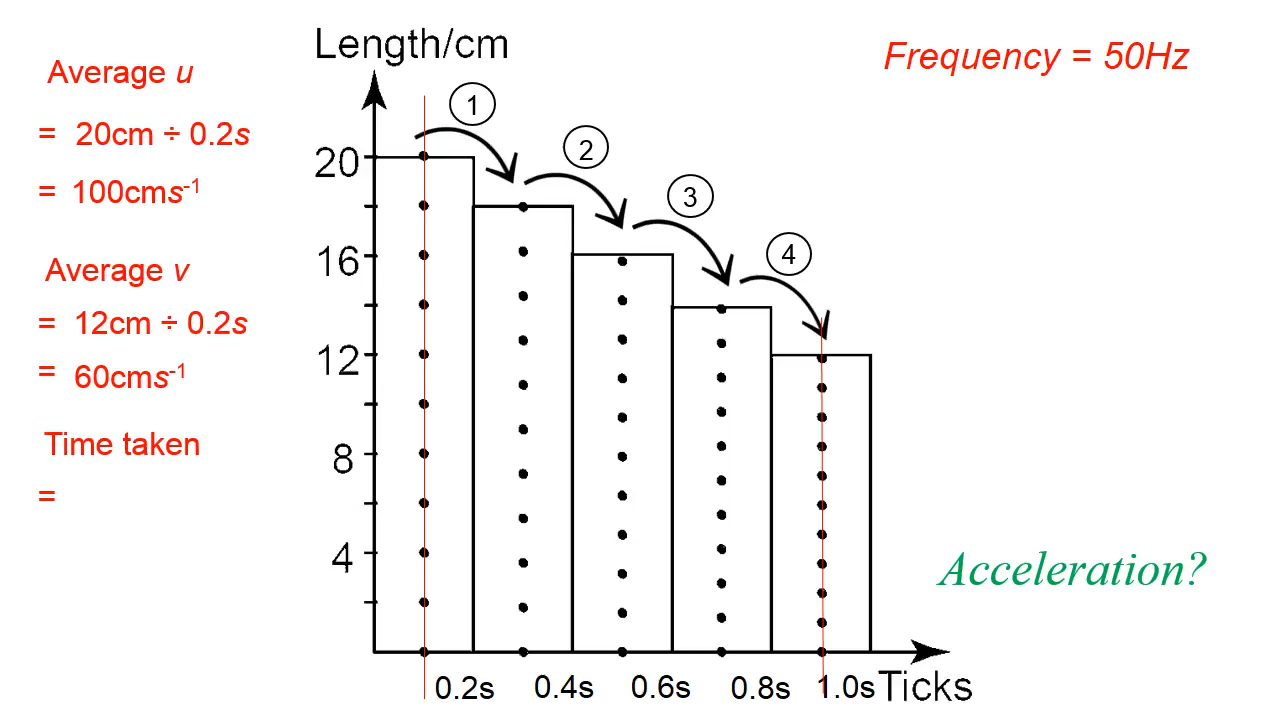 Length/cm
Frequency = 50Hz
Average u
= 20cm ÷ 0.2s
= 100cms⁻¹
Average v
= 12cm ÷ 0.2s
= 60cms⁻¹
Time taken
=
1
2
3
4
20
16
12
8
4
0.2s 0.4s 0.6s 0.8s 1.0s Ticks
Acceleration?